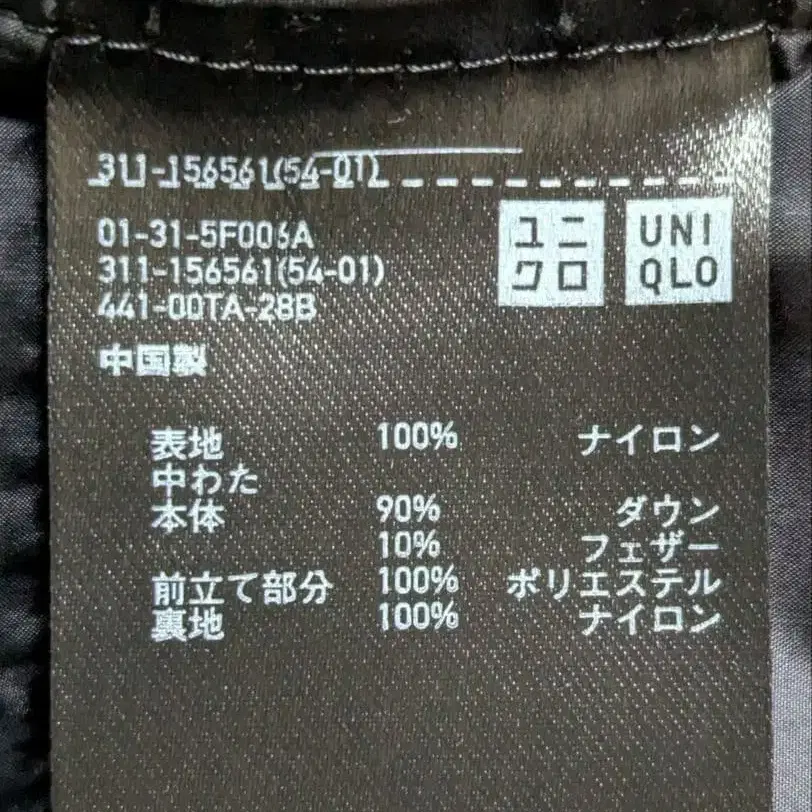 311-156561(54-01)
01-31-5F006A
311-156561(54-01)
441-00TA-28B
中国製
ユニ
クロ
UNI
QLO
表地 100% ナイロン
中わた
本体 90% ダウン
10% フェザー
前立て部分 100% ポリエステル
裏地 100% ナイロン